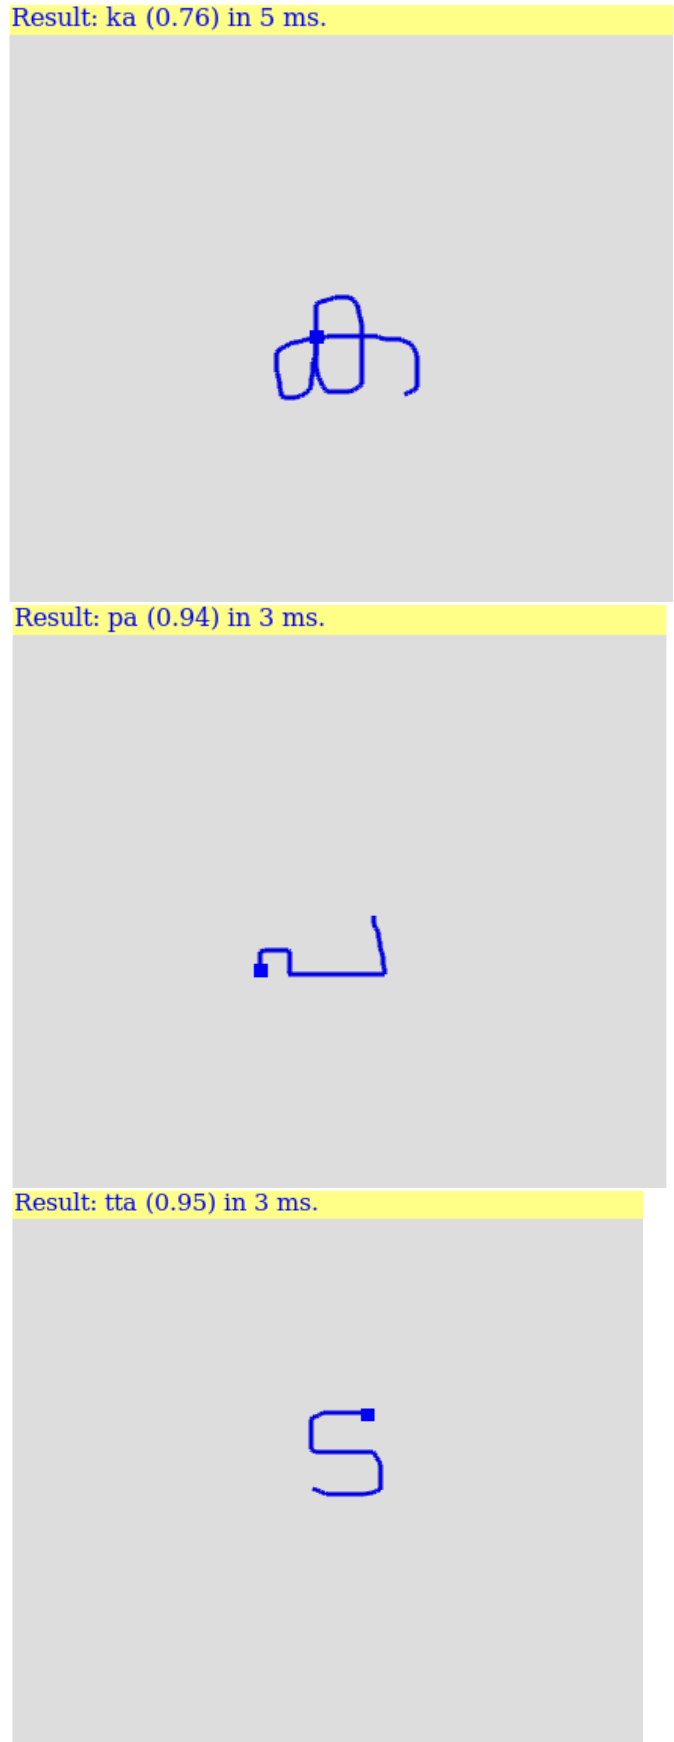 Result: ka (0.76) in 5 ms.
ക
Result: pa (0.94) in 3 ms.
പ
Result: tta (0.95) in 3 ms.
ട